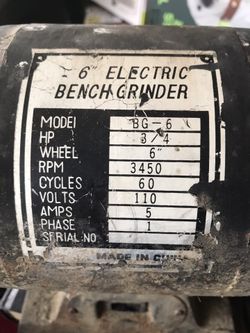 6" ELECTRIC
BENCH GRINDER
MODEL BG-6
HP 3/4
WHEEL 6"
RPM 3450
CYCLES 60
VOLTS 110
AMPS 5
PHASE 1
SERIAL NO
MADE IN CHINA